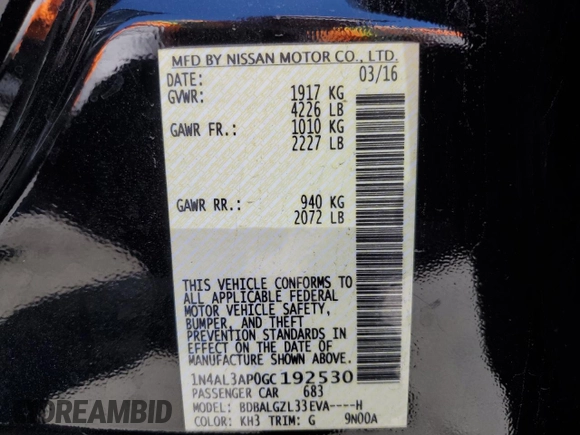 MFD BY NISSAN MOTOR CO., LTD.
DATE: 03/16
GVWR: 1917 KG
4226 LB
GAWR FR.: 1010 KG
2227 LB
GAWR RR.: 940 KG
2072 LB
THIS VEHICLE CONFORMS TO
ALL APPLICABLE FEDERAL
MOTOR VEHICLE SAFETY,
BUMPER, AND THEFT
PREVENTION STANDARDS IN
EFFECT ON THE DATE OF
MANUFACTURE SHOWN ABOVE.
1N4AL3AP0GC192530
PASSENGER CAR 683
MODEL: BDBALGZL33EVA----H
COLOR: KH3 TRIM: G 9N00A
DREAMBID